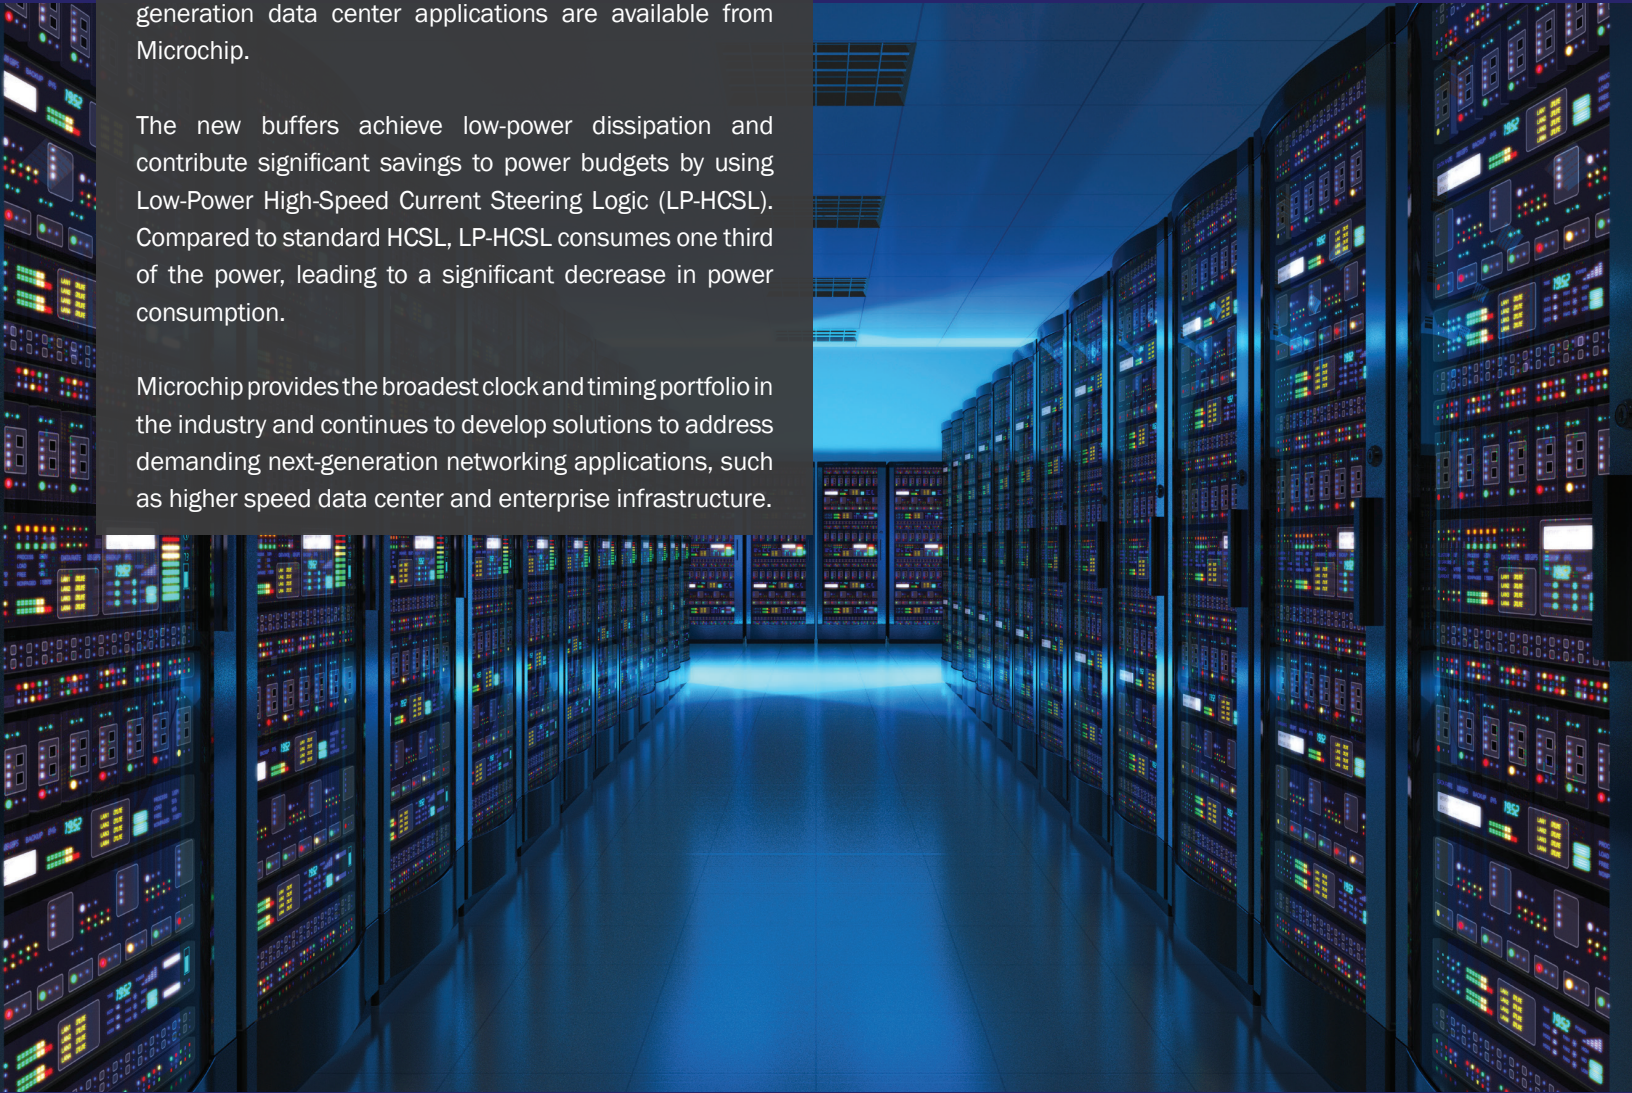 generation data center applications are available from
Microchip.
The new buffers achieve low-power dissipation and
contribute significant savings to power budgets by using
Low-Power High-Speed Current Steering Logic (LP-HCSL).
Compared to standard HCSL, LP-HCSL consumes one third
of the power, leading to a significant decrease in power
consumption.
Microchip provides the broadest clock and timing portfolio in
the industry and continues to develop solutions to address
demanding next-generation networking applications, such
as higher speed data center and enterprise infrastructure.